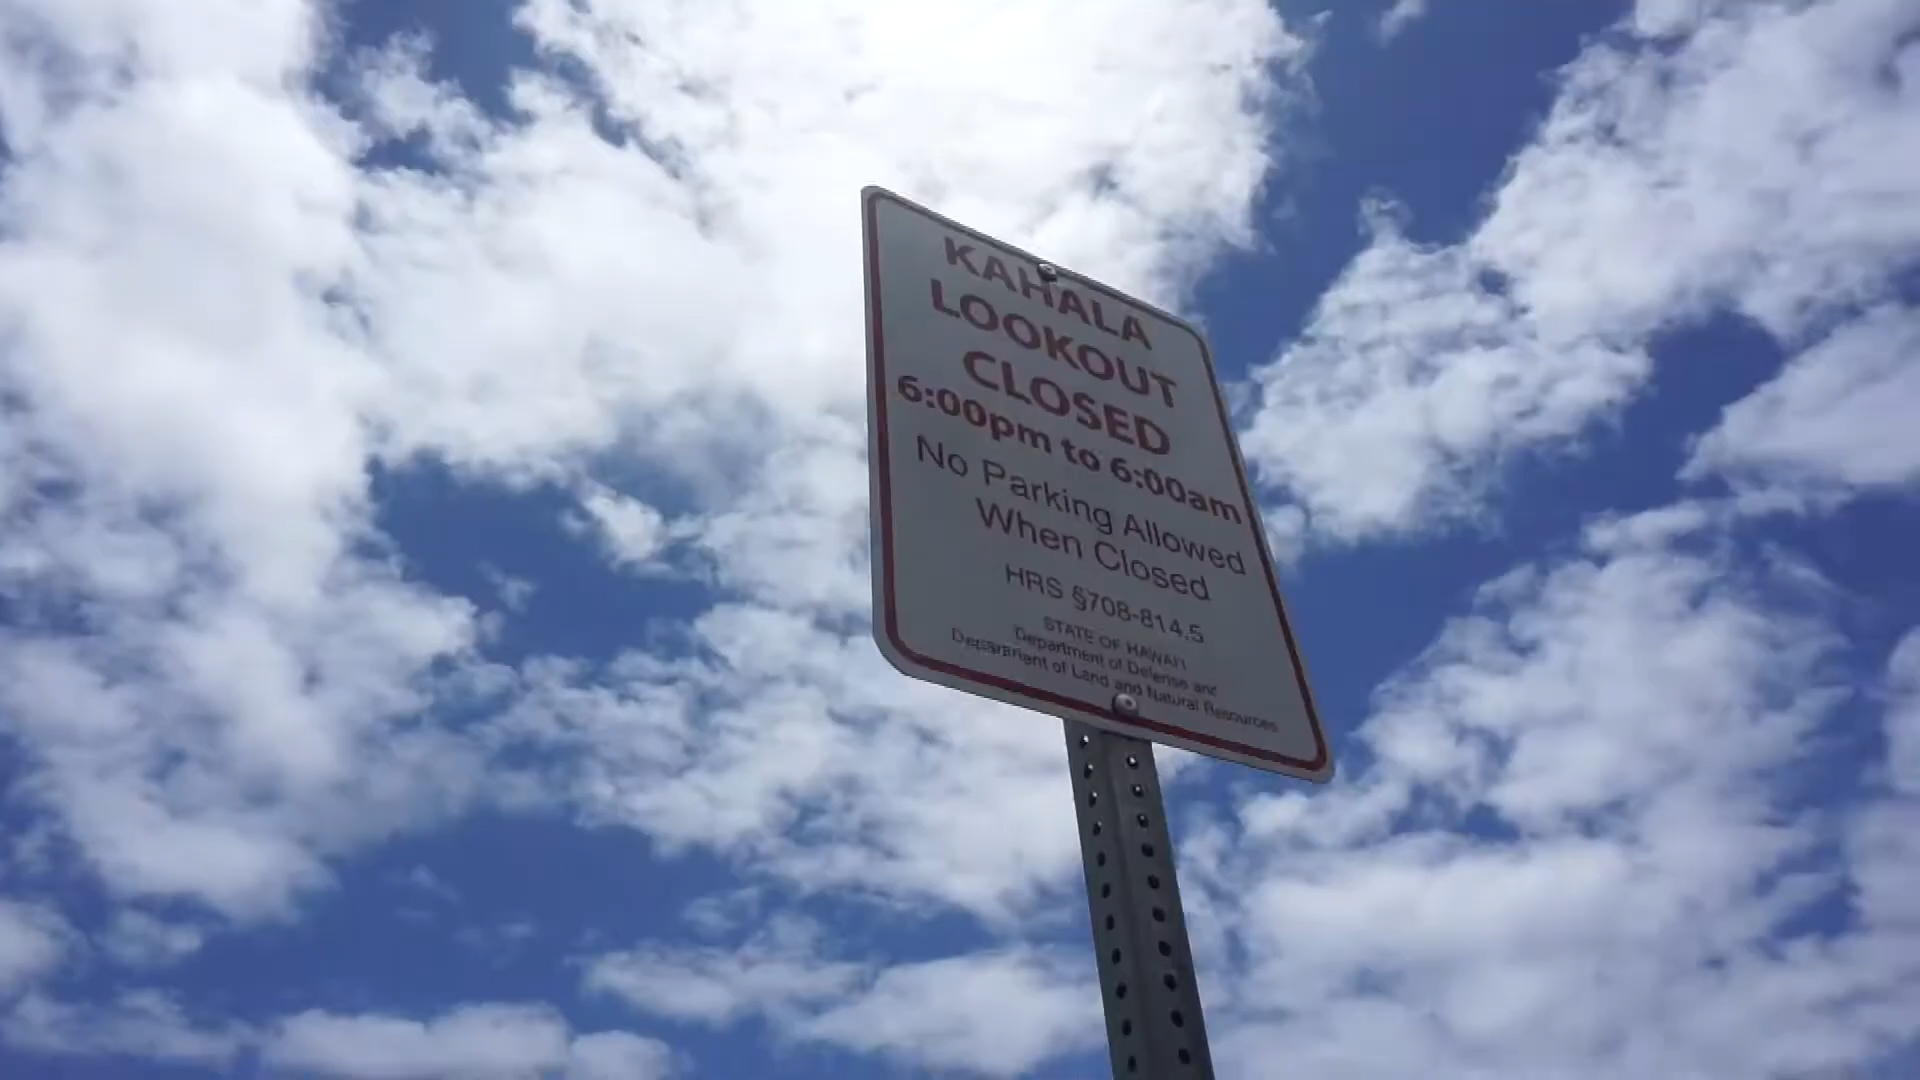 KAHALA
LOOKOUT
CLOSED
6:00pm to 6:00am
No Parking Allowed
When Closed
HRS §708-814.5
STATE OF HAWAI'I
Department of Defense and
Department of Land and Natural Resources